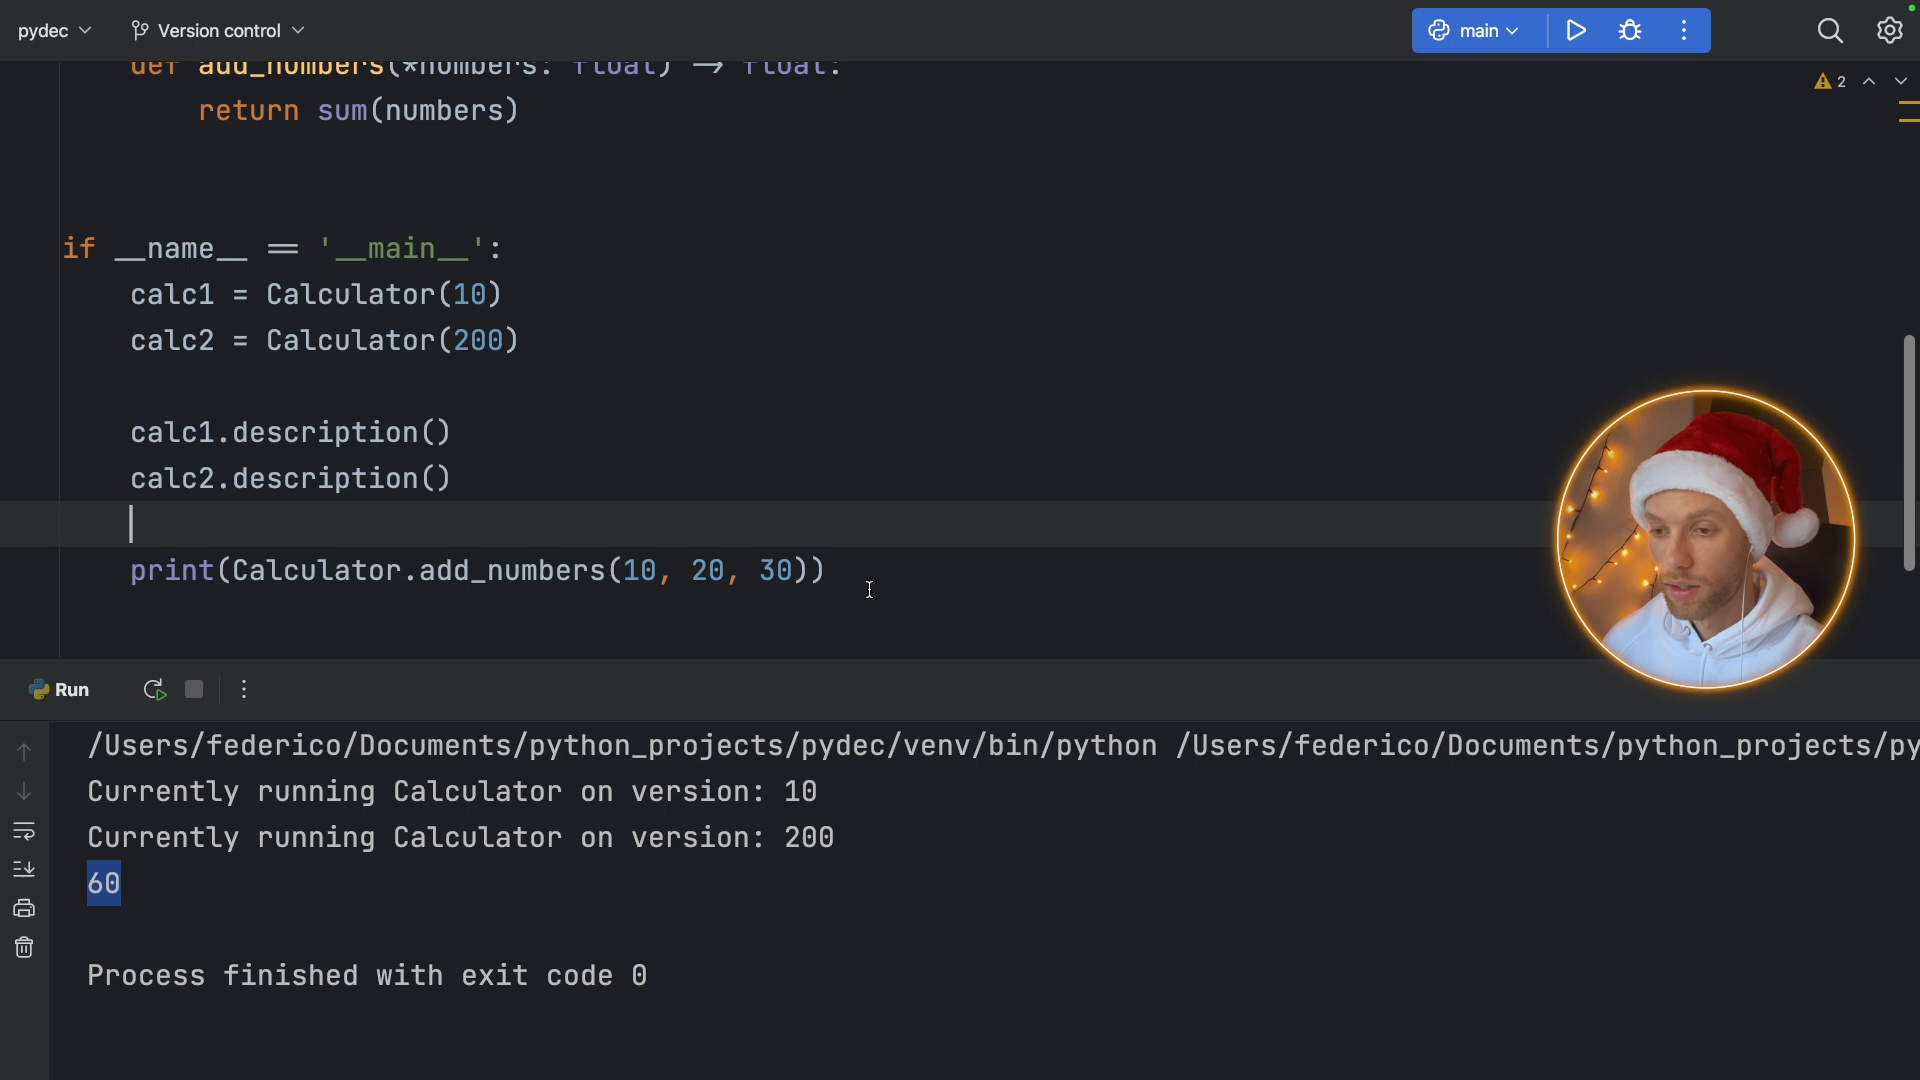 pydec Version control main
def add_numbers(*numbers: float) → float:
2
return sum(numbers)
if __name__ == '__main__':
calc1 = Calculator(10)
calc2 = Calculator(200)
calc1.description()
calc2.description()
print(Calculator.add_numbers(10, 20, 30))
Run
/Users/federico/Documents/python_projects/pydec/venv/bin/python /Users/federico/Documents/python_projects/py
Currently running Calculator on version: 10
Currently running Calculator on version: 200
60
Process finished with exit code 0